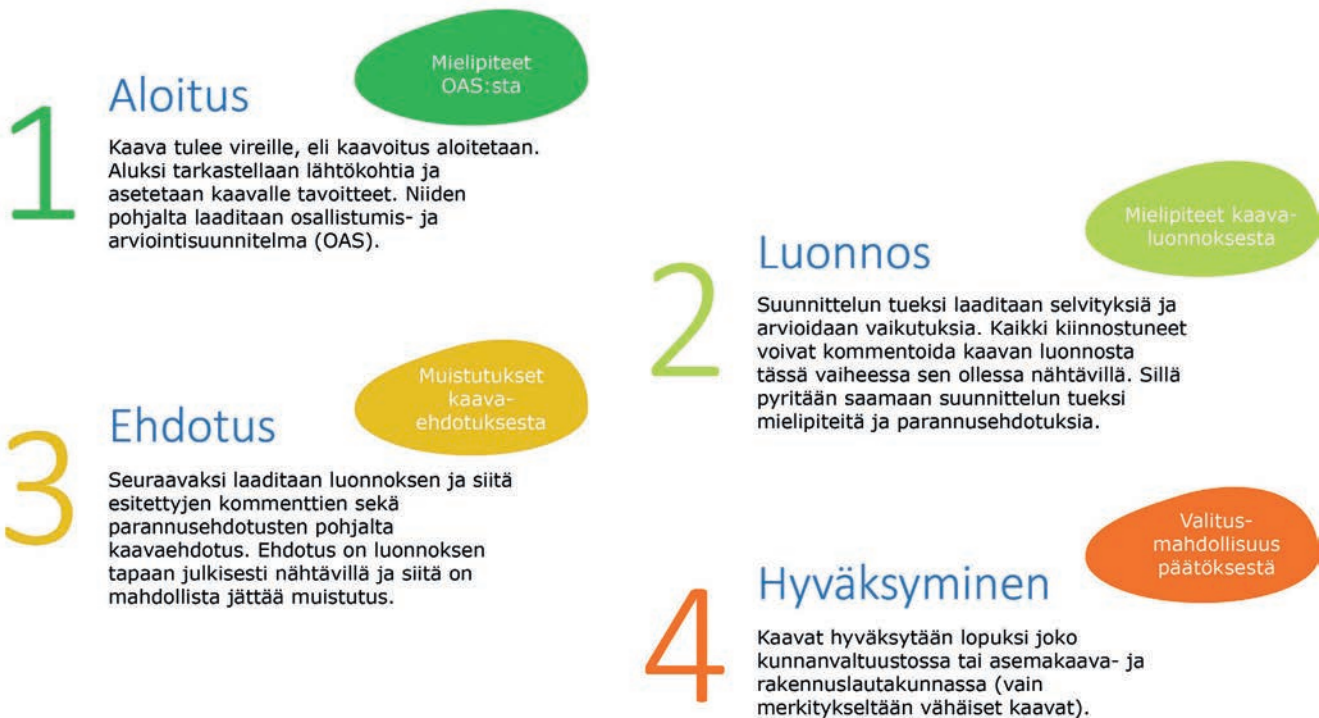 1
Aloitus
Mielipiteet
OAS:sta
Kaava tulee vireille, eli kaavoitus aloitetaan.
Aluksi tarkastellaan lähtökohtia ja
asetetaan kaavalle tavoitteet. Niiden
pohjalta laaditaan osallistumis- ja
arviointisuunnitelma (OAS).
2
Luonnos
Mielipiteet kaava-
luonnoksesta
Suunnittelun tueksi laaditaan selvityksiä ja
arvioidaan vaikutuksia. Kaikki kiinnostuneet
voivat kommentoida kaavan luonnosta
tässä vaiheessa sen ollessa nähtävillä. Sillä
pyritään saamaan suunnittelun tueksi
mielipiteitä ja parannusehdotuksia.
3
Ehdotus
Muistutukset
kaava-
ehdotuksesta
Seuraavaksi laaditaan luonnoksen ja siitä
esitettyjen kommenttien sekä
parannusehdotusten pohjalta
kaavaehdotus. Ehdotus on luonnoksen
tapaan julkisesti nähtävillä ja siitä on
mahdollista jättää muistutus.
4
Hyväksyminen
Valitus-
mahdollisuus
päätöksestä
Kaavat hyväksytään lopuksi joko
kunnanvaltuustossa tai asemakaava- ja
rakennuslautakunnassa (vain
merkitykseltään vähäiset kaavat).